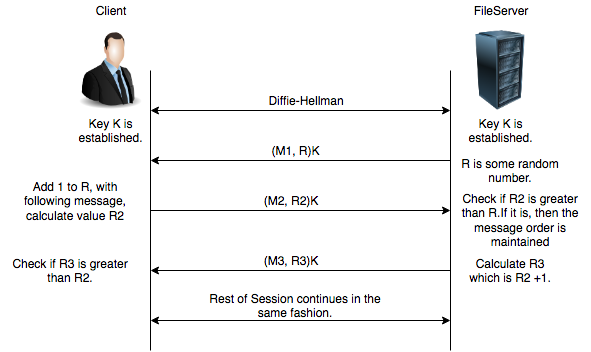 Client
FileServer
Diffie-Hellman
Key K is
established.
Key K is
established.
(M1, R)K
R is some random
number.
Add 1 to R, with
following message,
calculate value R2
(M2, R2)K
Check if R2 is greater
than R.If it is, then the
message order is
maintained
(M3, R3)K
Check if R3 is greater
than R2.
Calculate R3
which is R2 +1.
Rest of Session continues in the
same fashion.